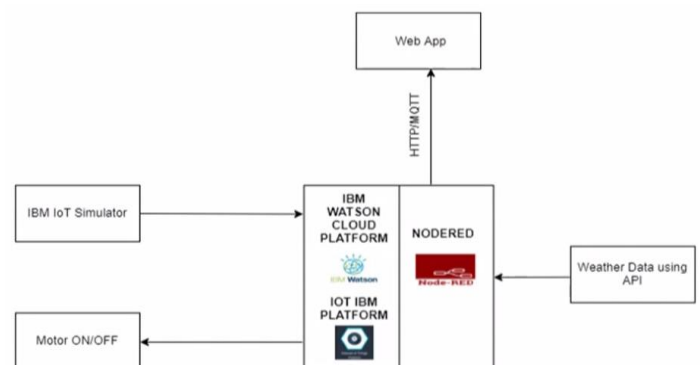 Web App
HTTP/MQTT
IBM IoT Simulator
IBM
WATSON
CLOUD
PLATFORM
IBM Watson
IOT IBM
PLATFORM
NODERED
Node-RED
Weather Data using
API
Motor ON/OFF